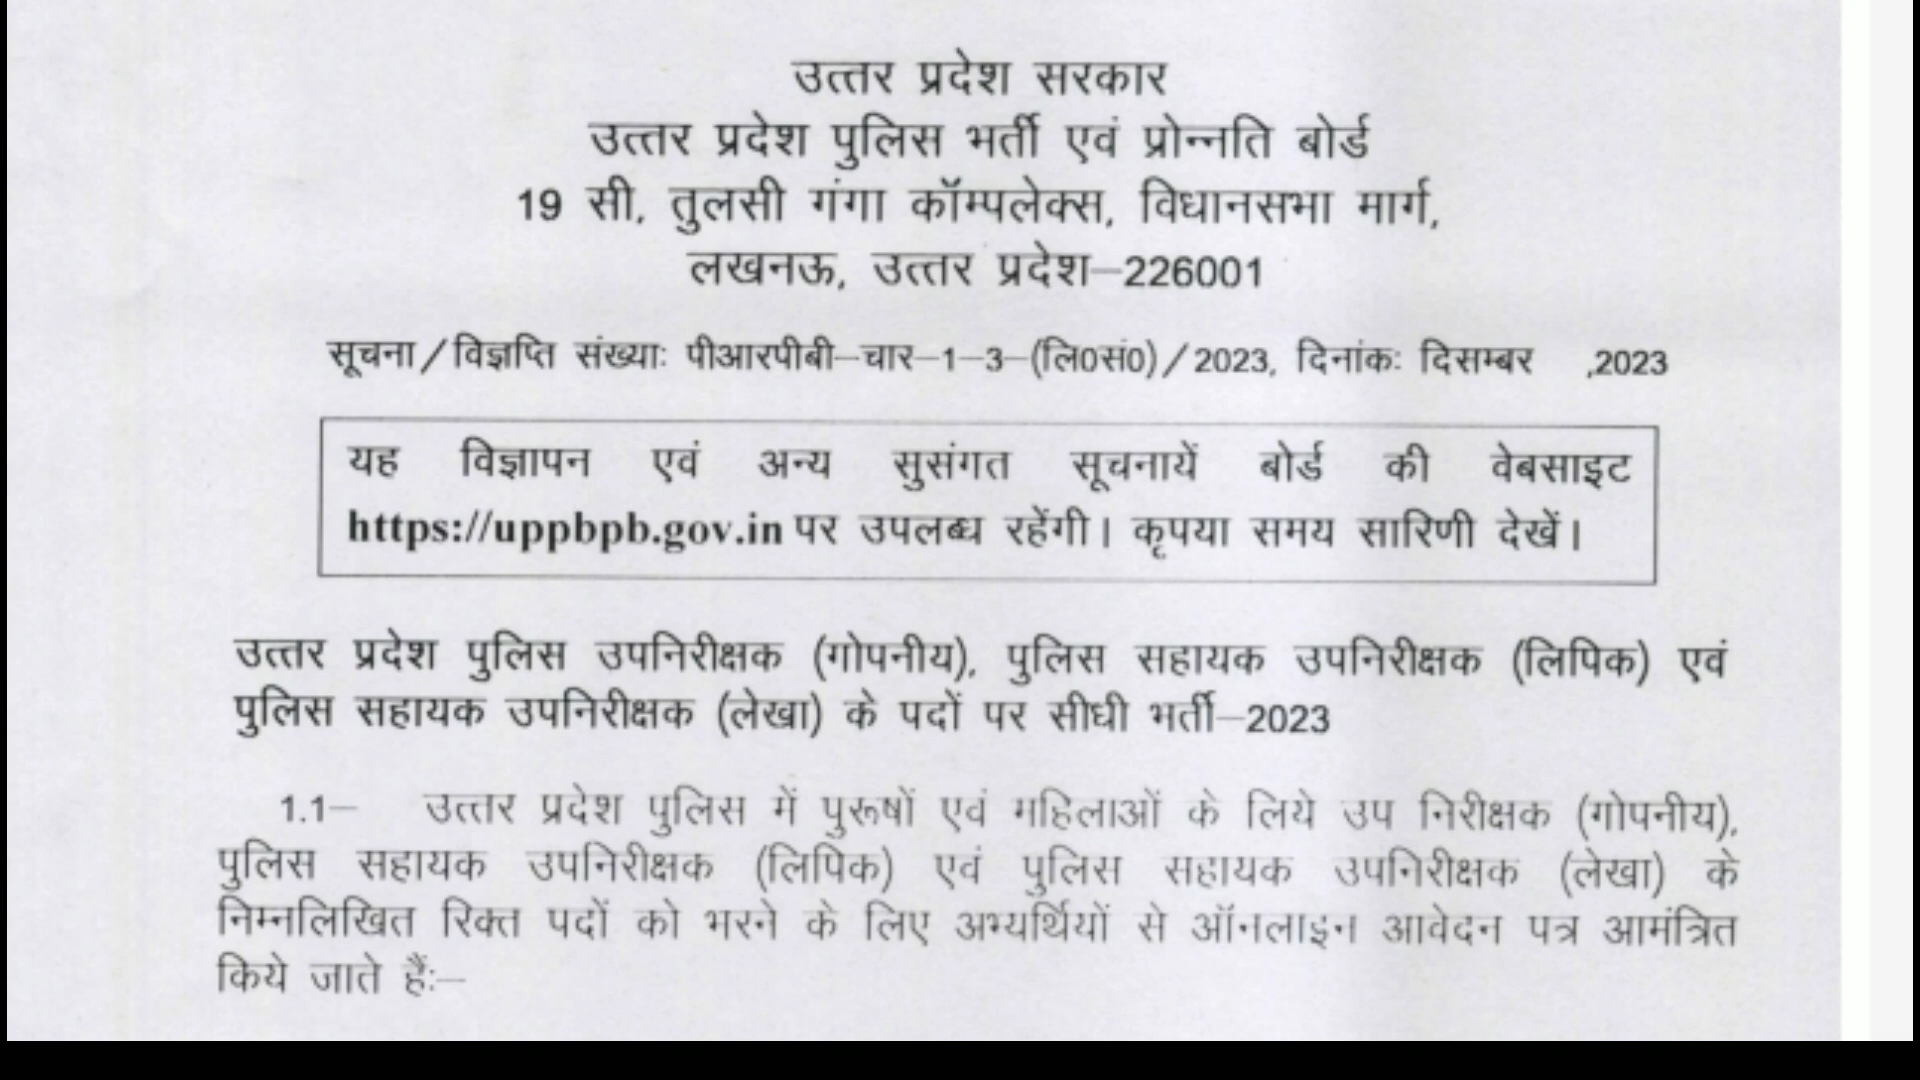 उत्तर प्रदेश सरकार
उत्तर प्रदेश पुलिस भर्ती एवं प्रोन्नति बोर्ड
19 सी, तुलसी गंगा कॉम्पलेक्स, विधानसभा मार्ग,
लखनऊ, उत्तर प्रदेश–226001
सूचना/विज्ञप्ति संख्याः पीआरपीबी–चार–1–3–(लि0सं0)/2023, दिनांकः दिसम्बर ,2023
यह विज्ञापन एवं अन्य सुसंगत सूचनायें बोर्ड की वेबसाइट
https://uppbpb.gov.in पर उपलब्ध रहेंगी। कृपया समय सारिणी देखें।
उत्तर प्रदेश पुलिस उपनिरीक्षक (गोपनीय), पुलिस सहायक उपनिरीक्षक (लिपिक) एवं
पुलिस सहायक उपनिरीक्षक (लेखा) के पदों पर सीधी भर्ती–2023
1.1– उत्तर प्रदेश पुलिस में पुरूषों एवं महिलाओं के लिये उप निरीक्षक (गोपनीय),
पुलिस सहायक उपनिरीक्षक (लिपिक) एवं पुलिस सहायक उपनिरीक्षक (लेखा) के
निम्नलिखित रिक्त पदों को भरने के लिए अभ्यर्थियों से ऑनलाइन आवेदन पत्र आमंत्रित
किये जाते हैंः–